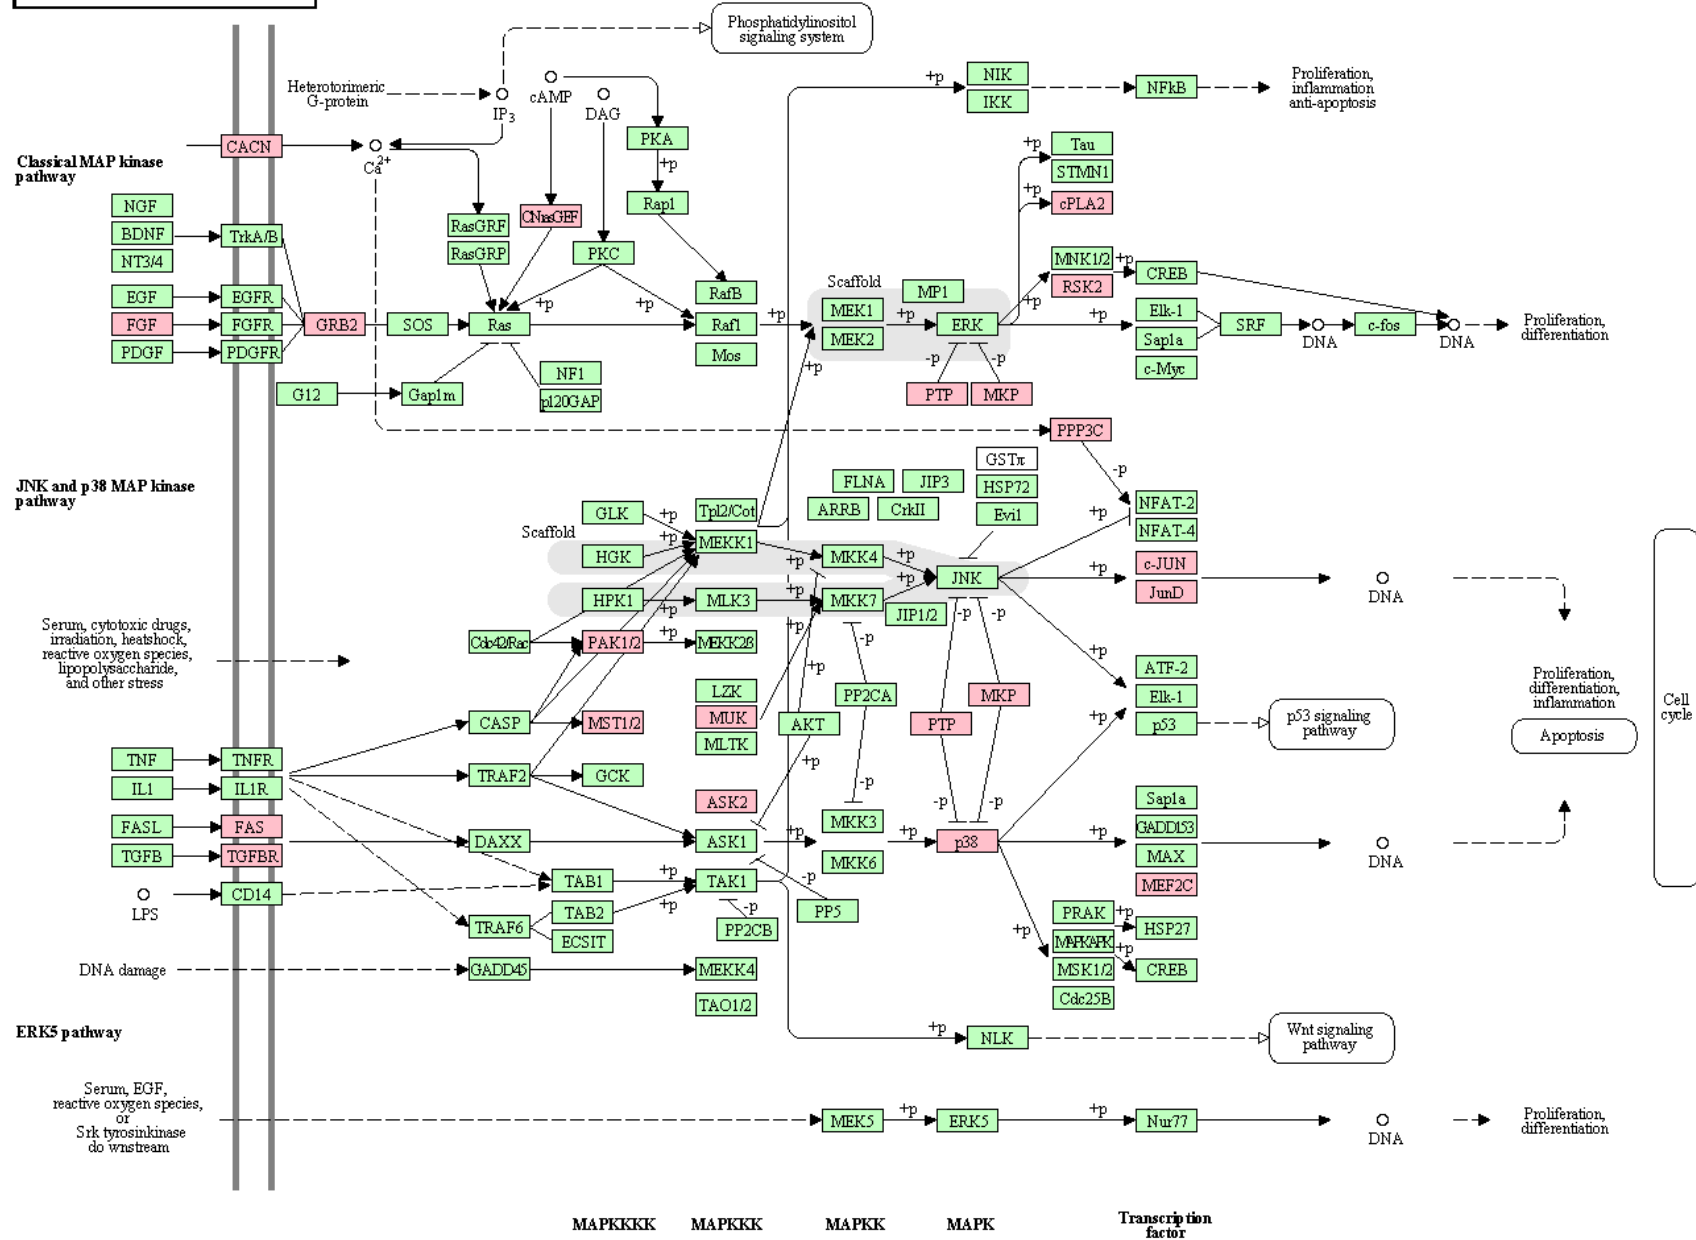 Phosphatidylinositol
signaling system
Heterotorimeric
G-protein
IP3
cAMP
DAG
+p
NIK
IKK
NFkB
Proliferation,
inflammation
anti-apoptosis
CACN
Ca2+
PKA
+p
Rap1
Classical MAP kinase
pathway
+p
Tau
STMN1
+p
cPLA2
NGF
BDNF
NT3/4
TrkA/B
RasGRF
RasGRP
CNrasGEF
PKC
MNK1/2
RSK2
+p
CREB
EGF
EGFR
FGF
FGFR
PDGF
PDGFR
GRB2
SOS
Ras
+p
+p
RafB
Raf1
Mos
+p
Scaffold
MEK1
MEK2
+p
MP1
ERK
+p
+p
Elk-1
Sap1a
c-Myc
SRF
DNA
c-fos
DNA
Proliferation,
differentiation
G12
Gap1m
NF1
p120GAP
+p
-p
-p
PTP
MKP
PPP3C
-p
JNK and p38 MAP kinase
pathway
GSTπ
HSP72
Evi1
FLNA
JIP3
ARRB
CrkII
NFAT-2
NFAT-4
+p
Scaffold
GLK
HGK
HPK1
+p
+p
+p
Tpl2/Cot
MEKK1
MLK3
+p
+p
MKK4
MKK7
+p
+p
JNK
JIP1/2
+p
c-JUN
JunD
DNA
Serum, cytotoxic drugs,
irradiation, heatshock,
reactive oxygen species,
lipopolysaccharide,
and other stress
Cdc42/Rac
PAK1/2
+p
MEKK2/3
+p
+p
-p
-p
-p
+p
ATF-2
Elk-1
p53
p53 signaling
pathway
Proliferation,
differentiation,
inflammation
Apoptosis
Cell
cycle
CASP
MST1/2
LZK
MUK
MLTK
AKT
PP2CA
PTP
MKP
+p
TNF
TNFR
IL1
IL1R
TRAF2
GCK
+p
-p
-p
-p
FASL
FAS
TGFB
TGFBR
DAXX
ASK2
ASK1
+p
MKK3
MKK6
+p
p38
+p
Sap1a
GADD153
MAX
MEF2C
DNA
LPS
CD14
TAB1
TAB2
ECSIT
TRAF6
+p
+p
TAK1
-p
-p
PP2CB
PP5
+p
PRAK
MAPKAPK
MSK1/2
Cdc25B
+p
+p
HSP27
CREB
DNA damage
GADD45
MEKK4
TAO1/2
ERK5 pathway
+p
NLK
Wnt signaling
pathway
Serum, EGF,
reactive oxygen species,
or
Srk tyrosinkinase
do wnstream
MEK5
+p
ERK5
+p
Nur77
DNA
Proliferation,
differentiation
MAPKKKK
MAPKKK
MAPKK
MAPK
Transcription
factor